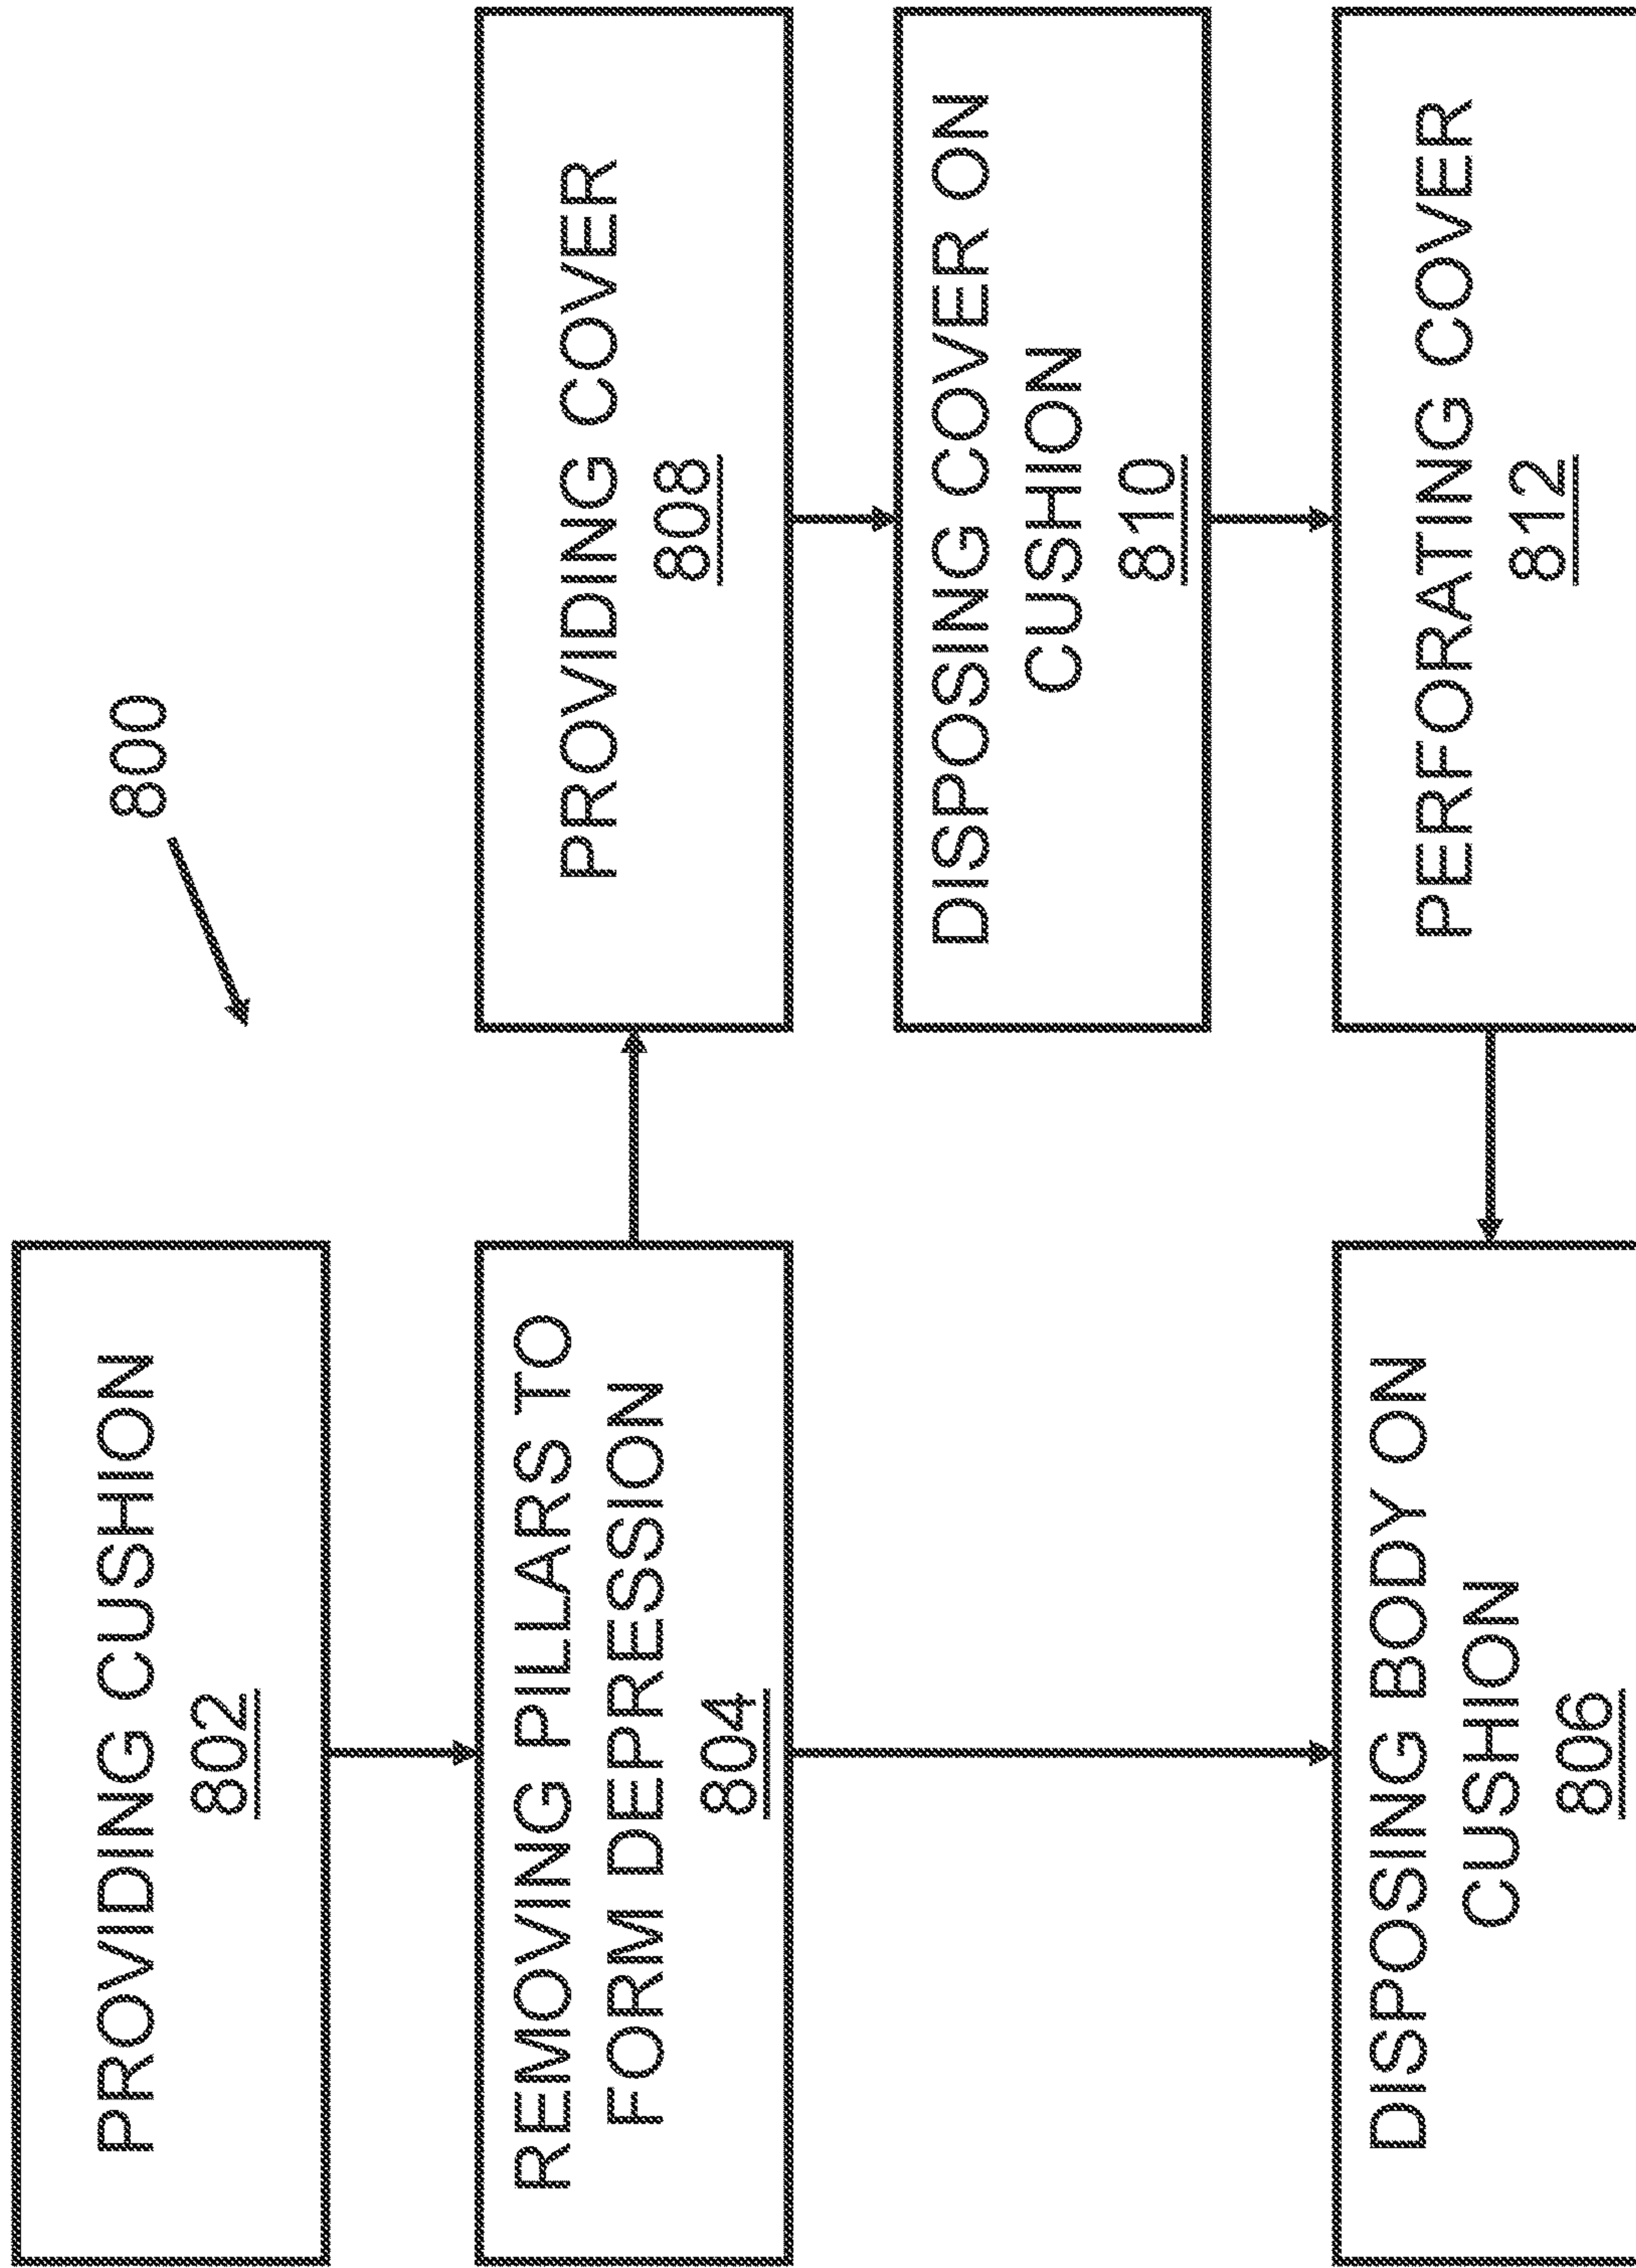 800
PROVIDING CUSHION
802
REMOVING PILLARS TO
FORM DEPRESSION
804
PROVIDING COVER
808
DISPOSING COVER ON
CUSHION
810
PERFORATING COVER
812
DISPOSING BODY ON
CUSHION
806